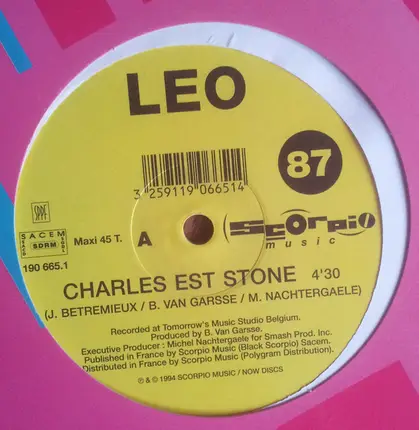 LEO
87
3 259119 066514
SACEM
SDRM
Maxi 45 T.
A
Scorpio
music
190 665.1
CHARLES EST STONE 4'30
(J. BETREMIEUX / B. VAN GARSSE / M. NACHTERGAELE)
Recorded at Tomorrow's Music Studio Belgium.
Produced by B. Van Garsse.
Executive Producer : Michel Nachtergaele for Smash Prod. Inc.
Published in France by Scorpio Music (Black Scorpio) Sacem.
Distributed in France by Scorpio Music (Polygram Distribution).
℗ & © 1994 SCORPIO MUSIC / NOW DISCS